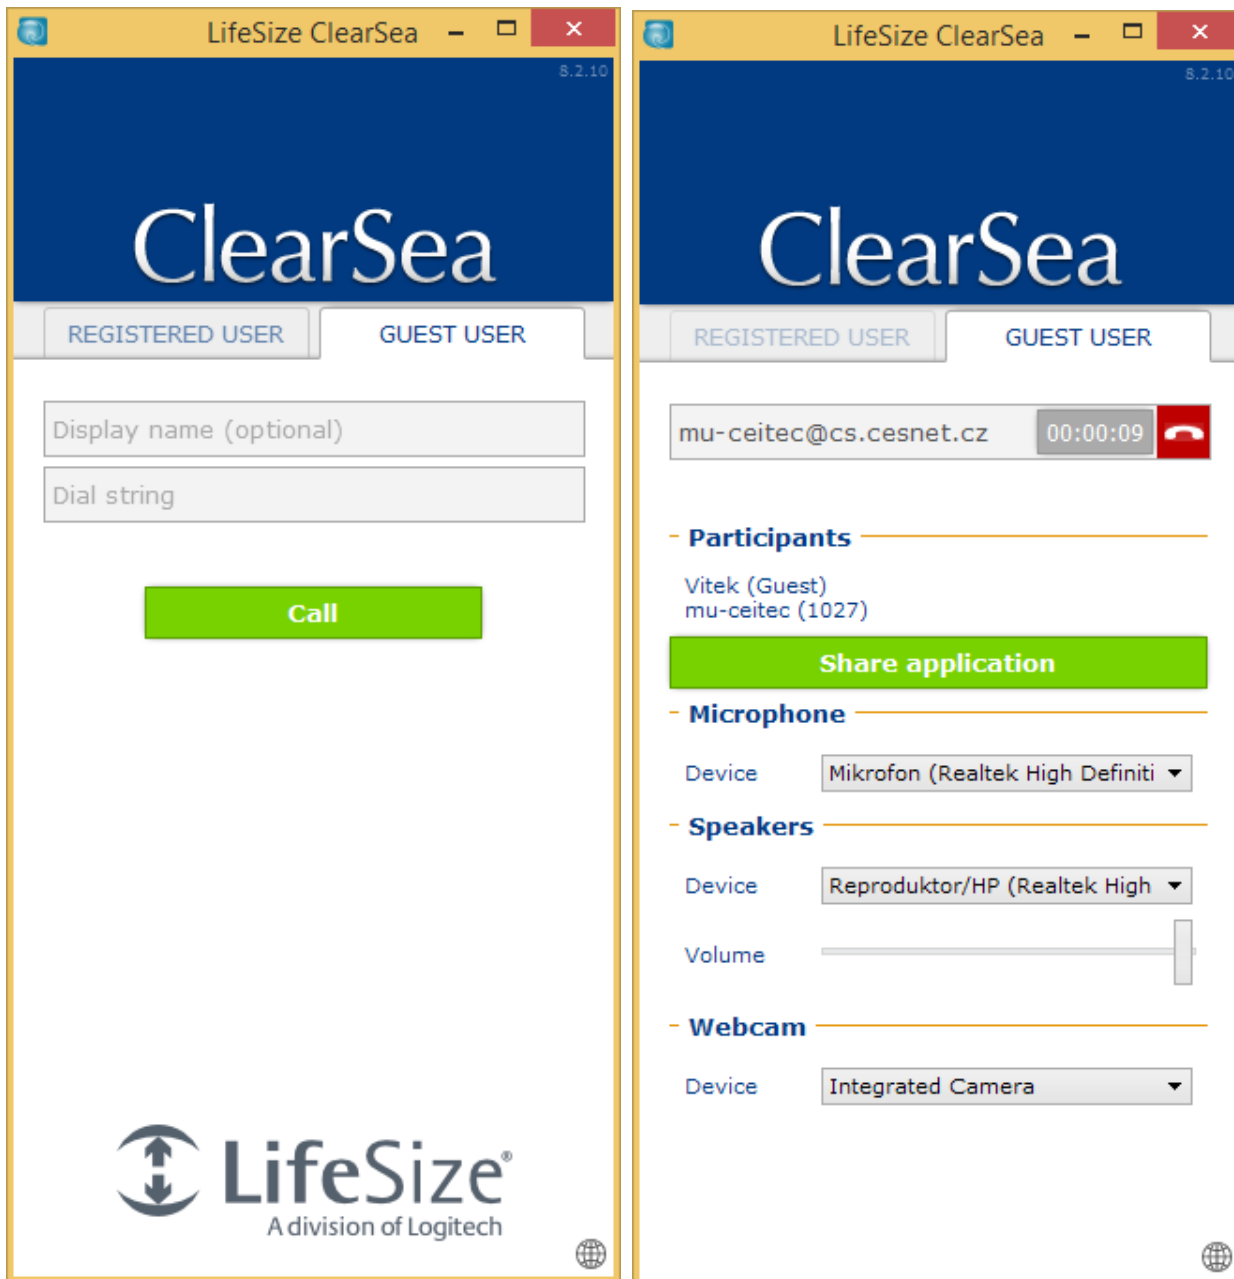 LifeSize ClearSea
8.2.10
ClearSea
REGISTERED USER
GUEST USER
Display name (optional)
Dial string
Call
LifeSize®
A division of Logitech
LifeSize ClearSea
8.2.10
ClearSea
REGISTERED USER
GUEST USER
mu-ceitec@cs.cesnet.cz 00:00:09
Participants
Vitek (Guest)
mu-ceitec (1027)
Share application
Microphone
Device Mikrofon (Realtek High Definiti
Speakers
Device Reproduktor/HP (Realtek High
Volume
Webcam
Device Integrated Camera